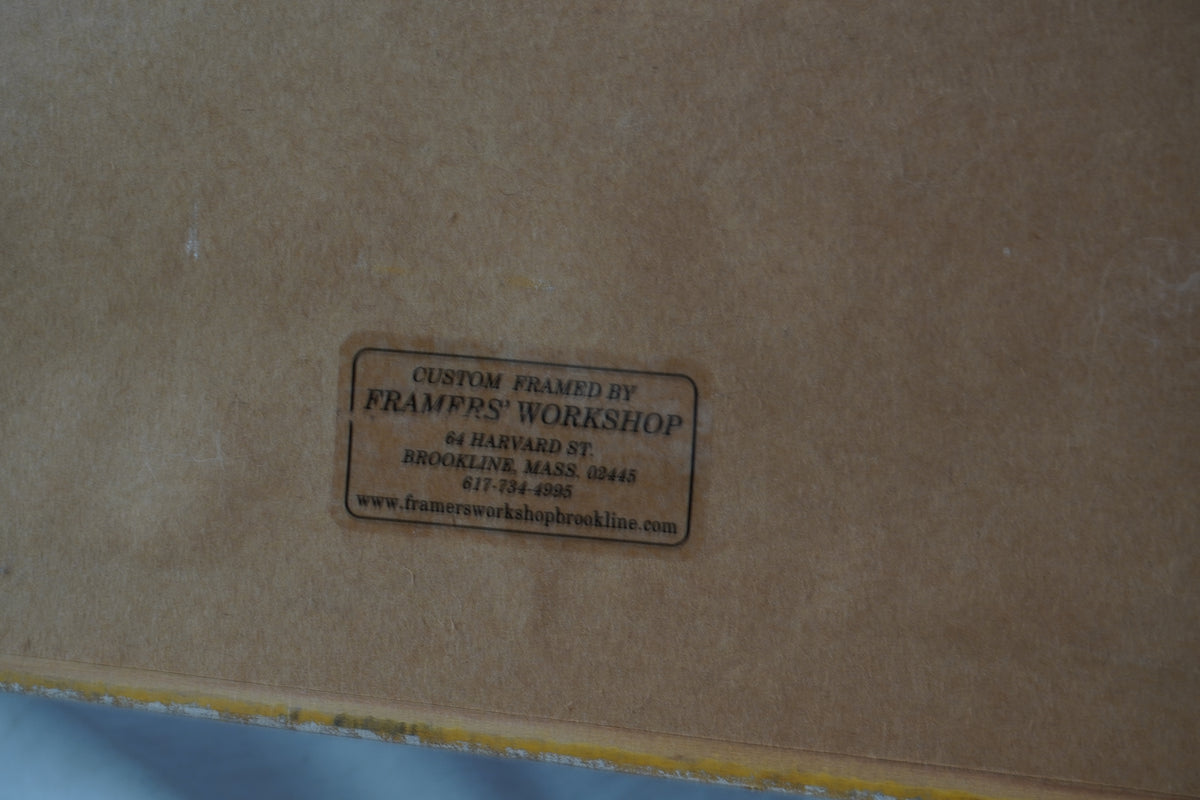 CUSTOM FRAMED BY
FRAMERS' WORKSHOP
64 HARVARD ST.
BROOKLINE, MASS. 02445
617-734-4995
www.framersworkshopbrookline.com